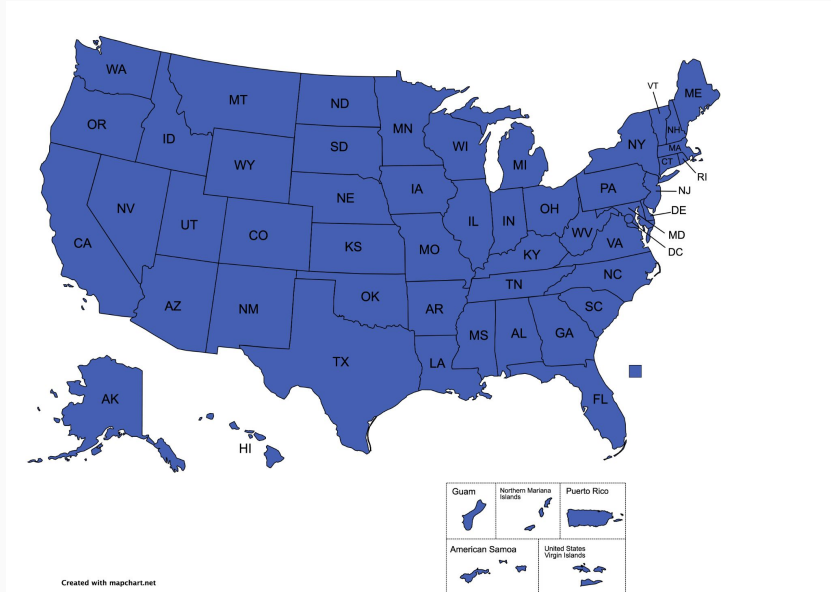 WA
MT
ND
MN
VT
ME
OR
ID
SD
WI
MI
NY
NH
MA
CT
RI
WY
IA
NE
PA
NJ
NV
UT
CO
IL
IN
OH
DE
MD
DC
CA
KS
MO
WV
VA
KY
AZ
NM
OK
AR
TN
NC
SC
MS
AL
GA
TX
LA
FL
AK
HI
Guam
Northern Mariana
Islands
Puerto Rico
American Samoa
United States
Virgin Islands
Created with mapchart.net